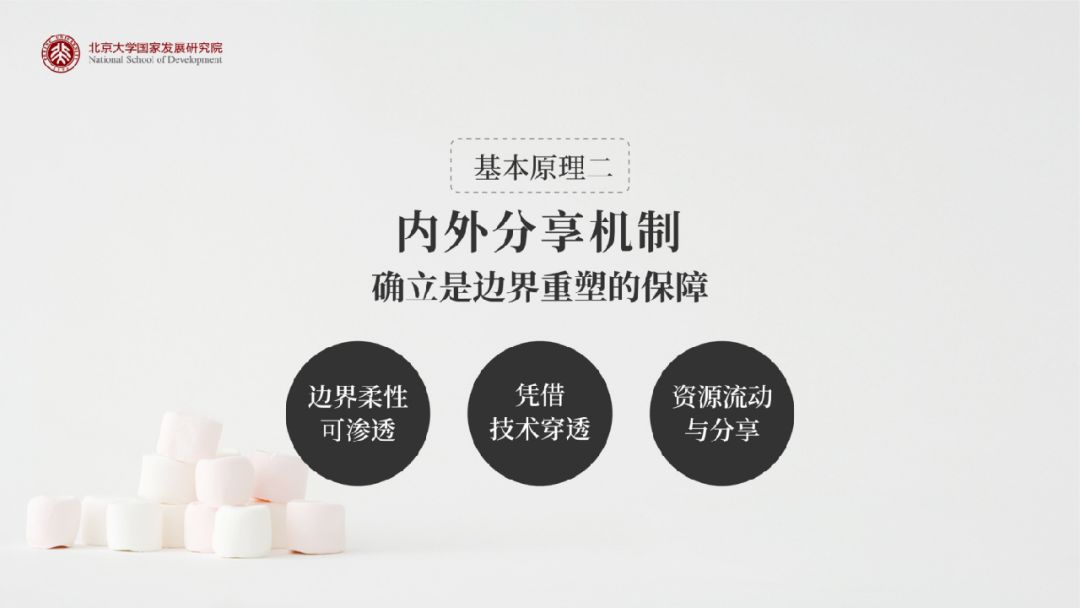 北京大学国家发展研究院
National School of Development
基本原理二
内外分享机制
确立是边界重塑的保障
边界柔性
可渗透
凭借
技术穿透
资源流动
与分享